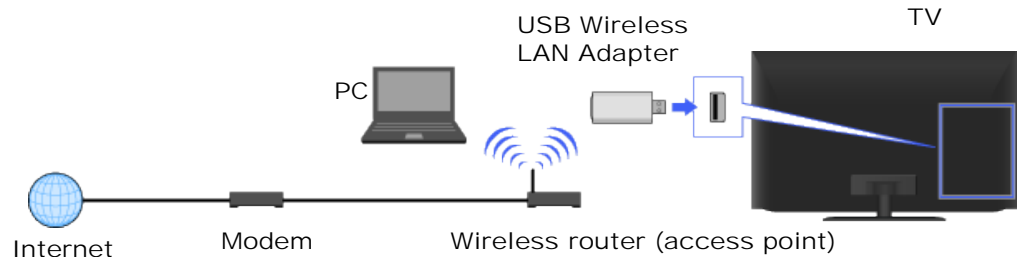 TV
USB Wireless
LAN Adapter
PC
Internet
Modem
Wireless router (access point)